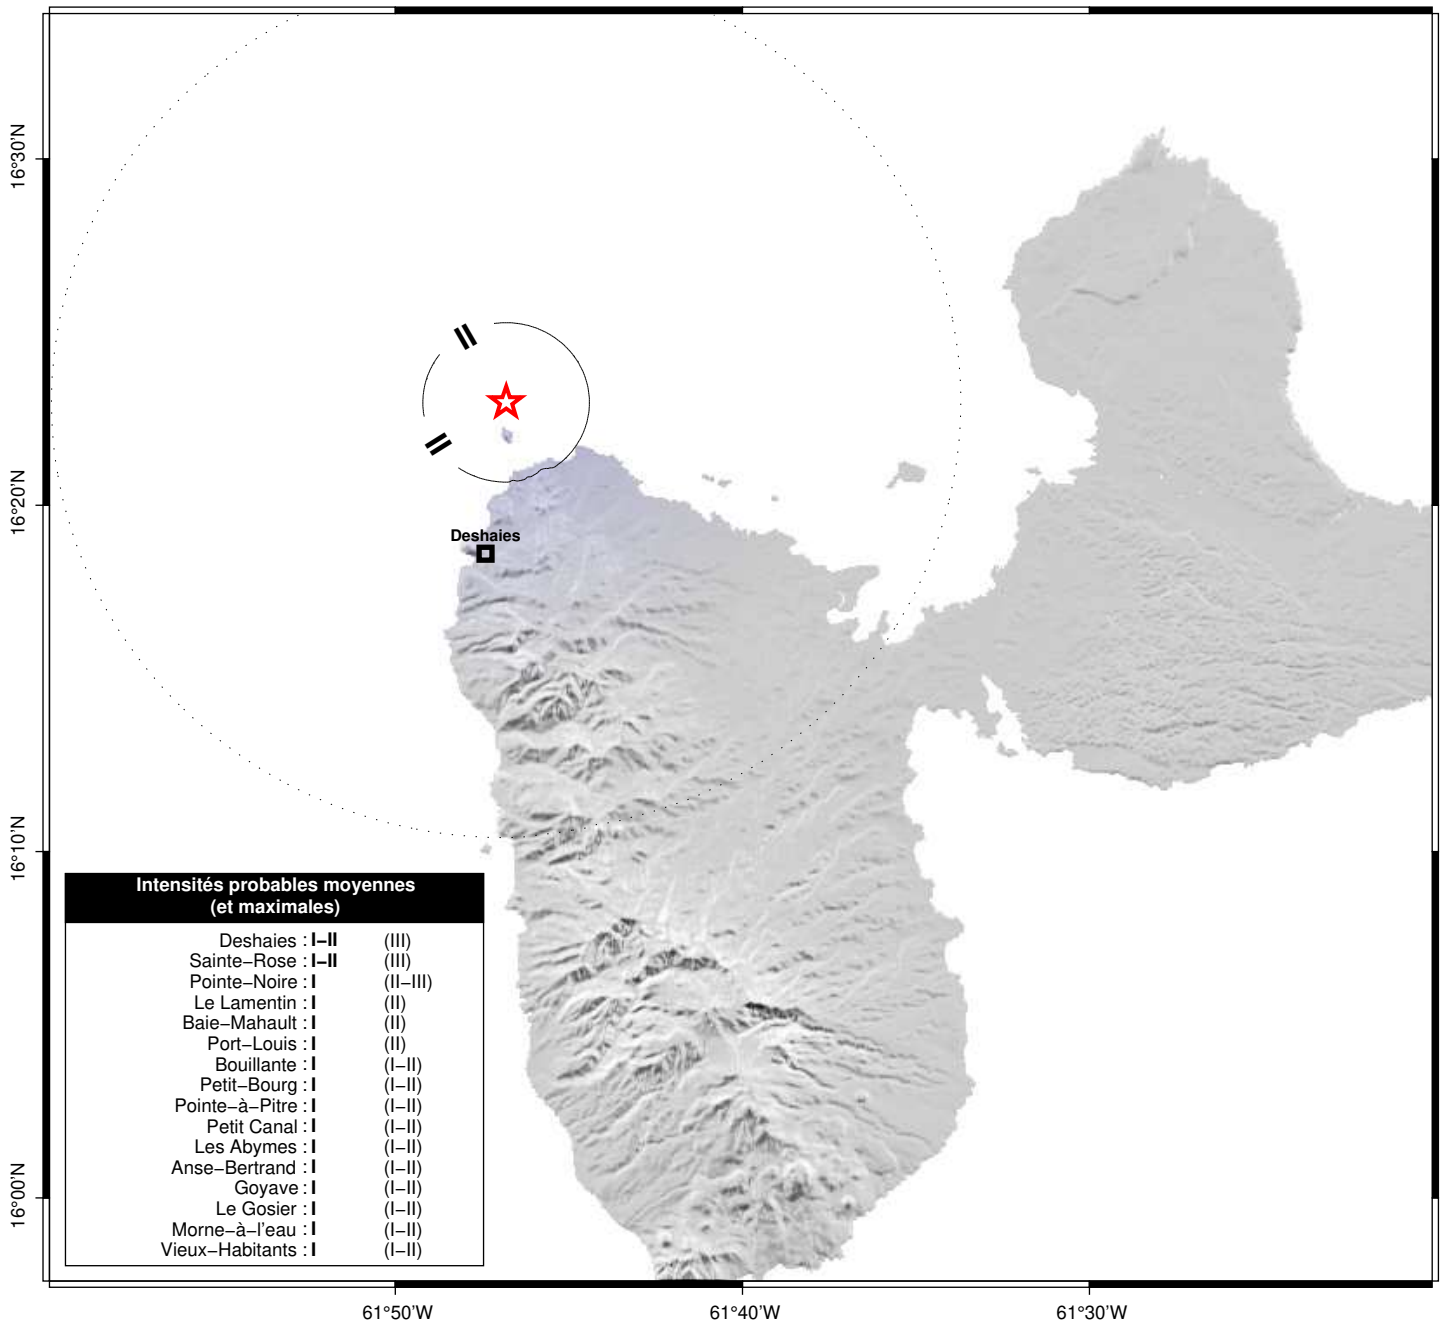 16°30'N
II
II
16°20'N
Deshaies
16°10'N
Intensités probables moyennes
(et maximales)
Deshaies : I–II (III)
Sainte–Rose : I–II (III)
Pointe–Noire : I (II–III)
Le Lamentin : I (II)
Baie–Mahault : I (II)
Port–Louis : I (II)
Bouillante : I (I–II)
Petit–Bourg : I (I–II)
Pointe–à–Pitre : I (I–II)
Petit Canal : I (I–II)
Les Abymes : I (I–II)
Anse–Bertrand : I (I–II)
Goyave : I (I–II)
Le Gosier : I (I–II)
Morne–à–l'eau : I (I–II)
Vieux–Habitants : I (I–II)
16°00'N
61°50'W 61°40'W 61°30'W